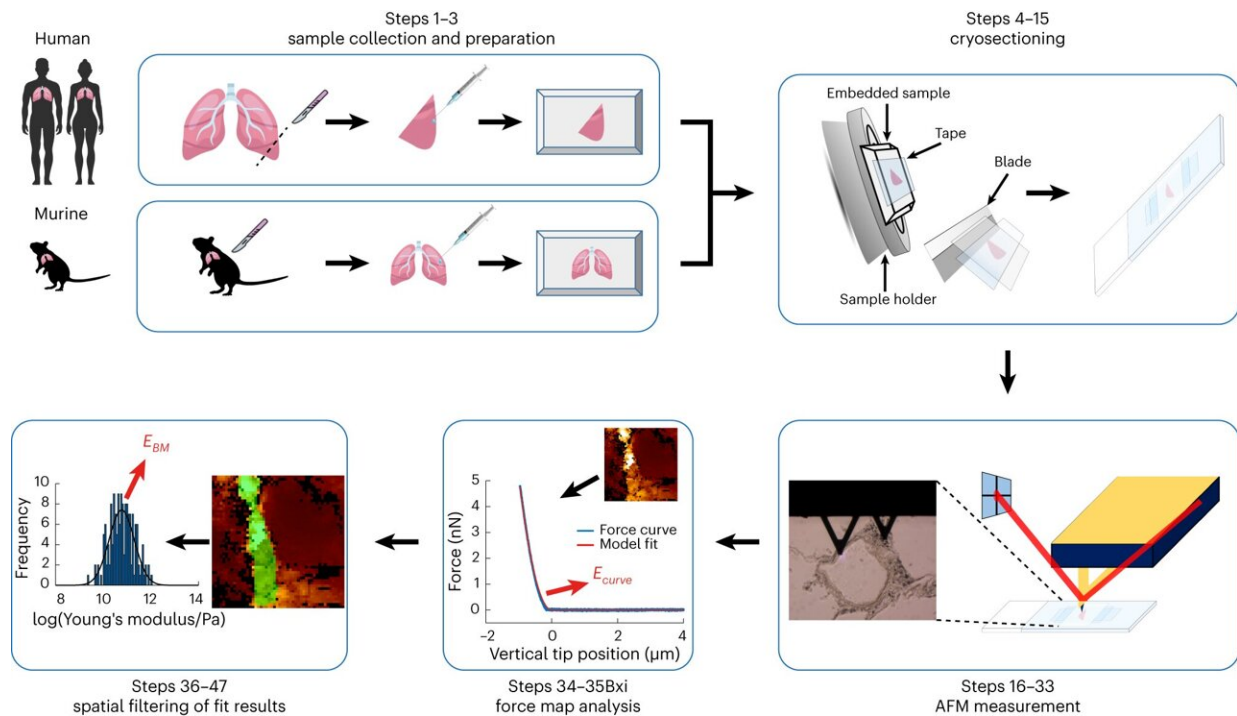 Steps 1–3
sample collection and preparation
Steps 4–15
cryosectioning
Human
Murine
Embedded sample
Tape
Blade
Sample holder
E_BM
Frequency
10
8
6
4
2
0
8 10 12 14
log(Young's modulus/Pa)
Steps 36–47
spatial filtering of fit results
Force (nN)
5
4
3
2
1
0
Force curve
Model fit
E_curve
−2 0 2 4
Vertical tip position (µm)
Steps 34–35Bxi
force map analysis
Steps 16–33
AFM measurement